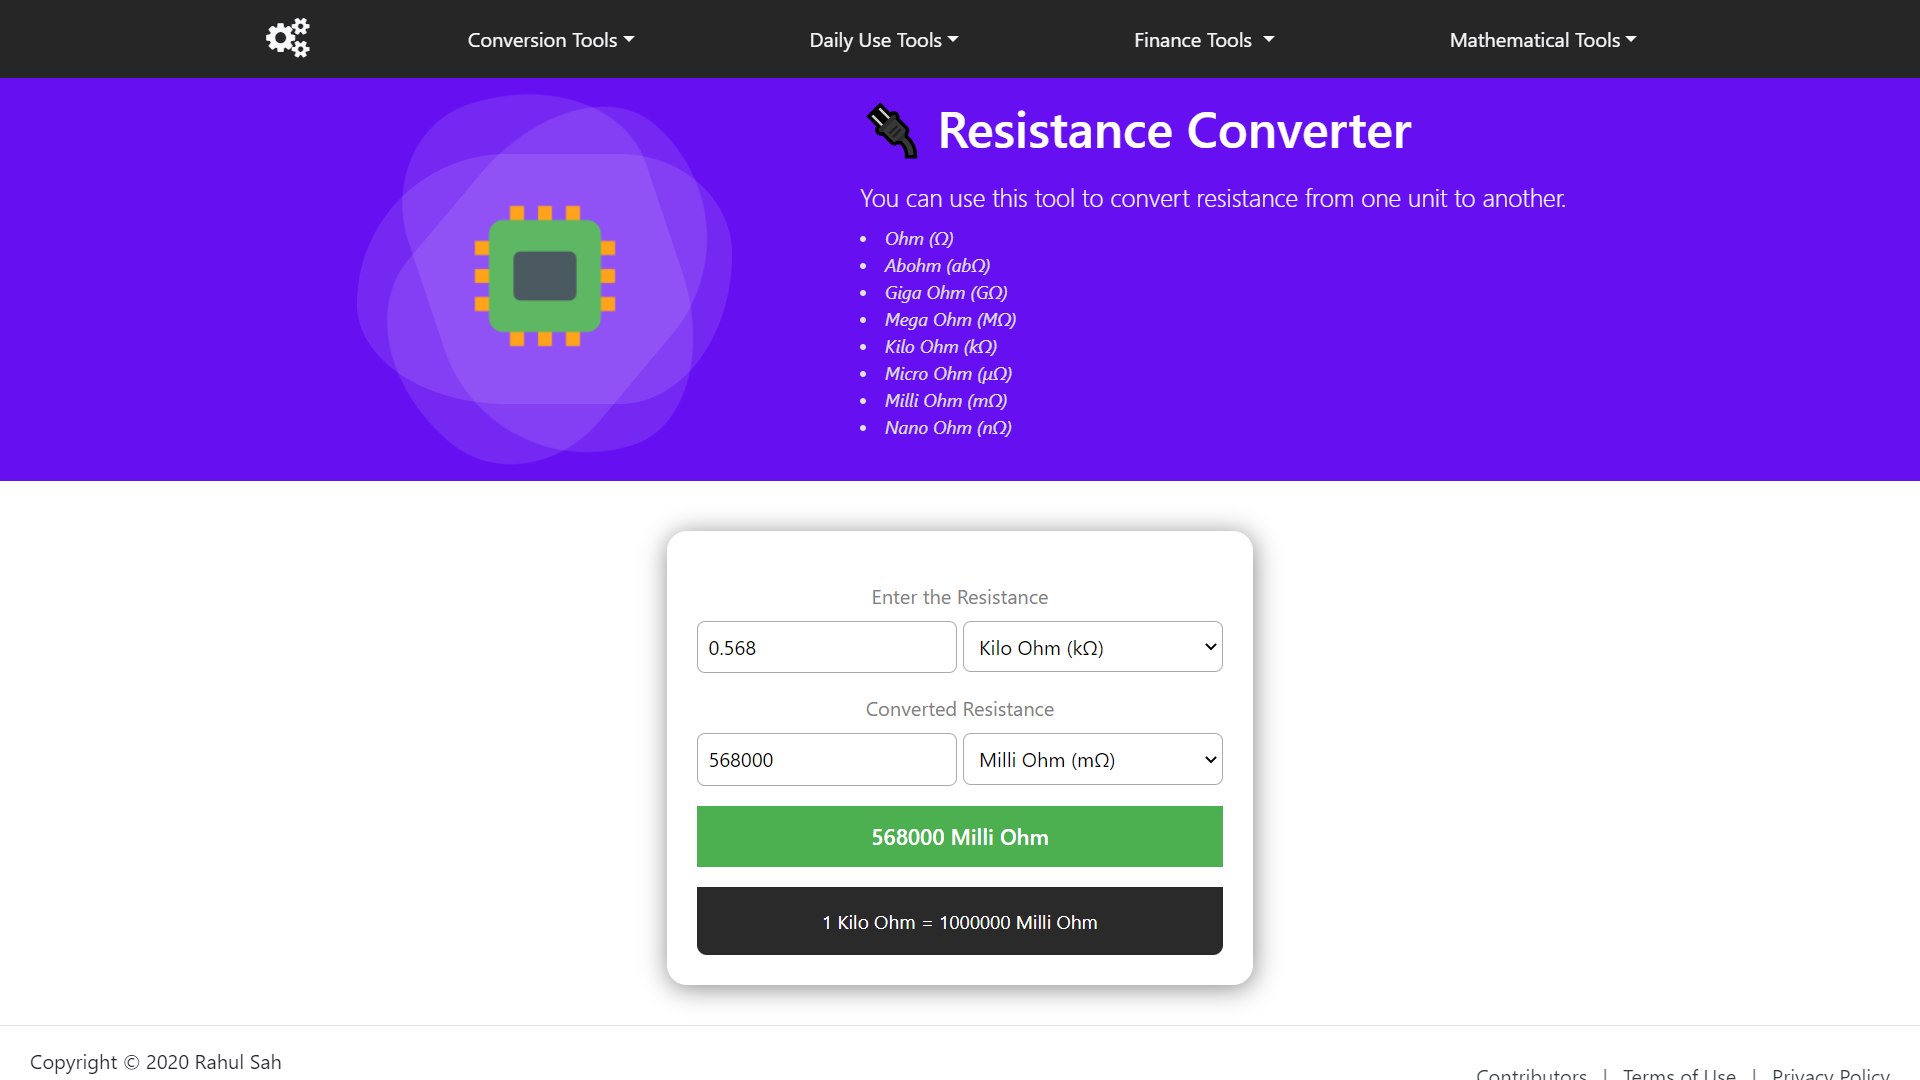 Conversion Tools
Daily Use Tools
Finance Tools
Mathematical Tools
Resistance Converter
You can use this tool to convert resistance from one unit to another.
• Ohm (Ω)
• Abohm (abΩ)
• Giga Ohm (GΩ)
• Mega Ohm (MΩ)
• Kilo Ohm (kΩ)
• Micro Ohm (μΩ)
• Milli Ohm (mΩ)
• Nano Ohm (nΩ)
Enter the Resistance
0.568
Kilo Ohm (kΩ)
Converted Resistance
568000
Milli Ohm (mΩ)
568000 Milli Ohm
1 Kilo Ohm = 1000000 Milli Ohm
Copyright © 2020 Rahul Sah
Contributors | Terms of Use | Privacy Policy